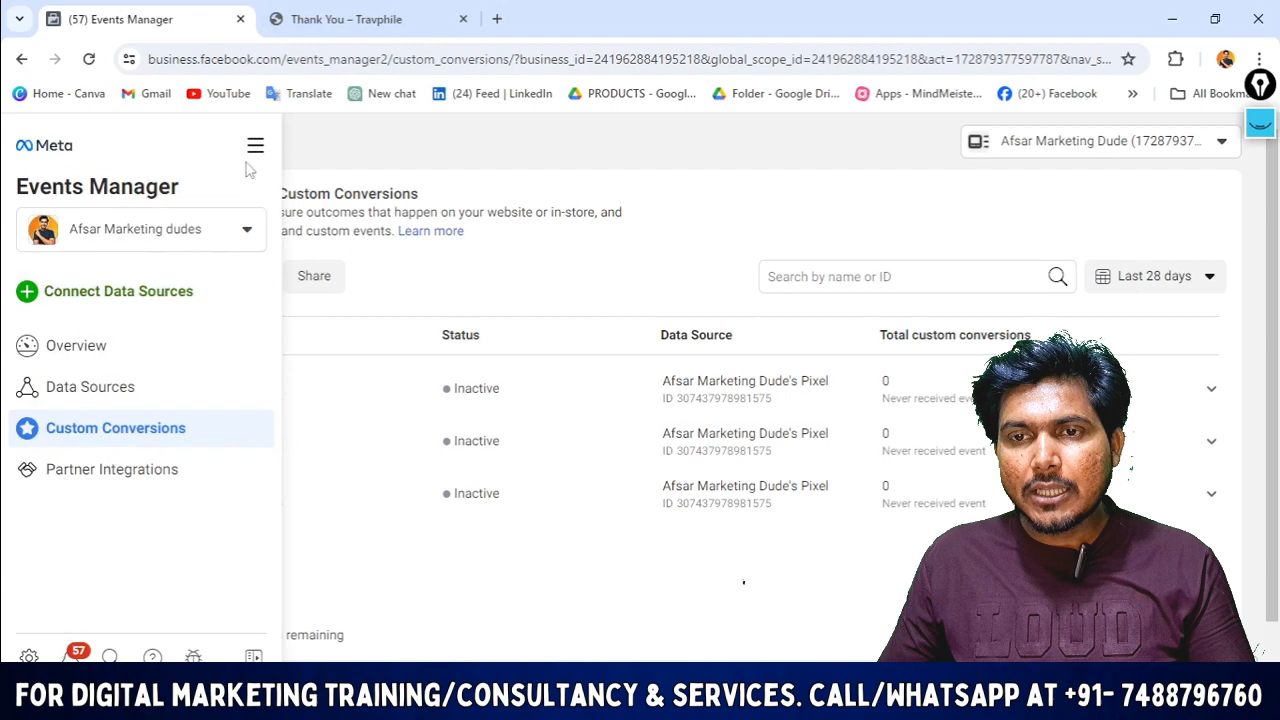 (57) Events Manager
Thank You – Travphile
business.facebook.com/events_manager2/custom_conversions/?business_id=241962884195218&global_scope_id=241962884195218&act=172879377597787&nav_s...
Home - Canva
Gmail
YouTube
Translate
New chat
(24) Feed | LinkedIn
PRODUCTS - Googl...
Folder - Google Dri...
Apps - MindMeiste...
(20+) Facebook
All Bookm
Meta
Afsar Marketing Dude (17287937...
Events Manager
Custom Conversions
sure outcomes that happen on your website or in-store, and
and custom events. Learn more
Afsar Marketing dudes
Share
Search by name or ID
Last 28 days
Connect Data Sources
Overview
Data Sources
Custom Conversions
Partner Integrations
57
Status
Data Source
Total custom conversions
Inactive
Afsar Marketing Dude's Pixel
ID 307437978981575
0
Never received eve
Inactive
Afsar Marketing Dude's Pixel
ID 307437978981575
0
Never received event
Inactive
Afsar Marketing Dude's Pixel
ID 307437978981575
0
Never received event
remaining
LOUD
FOR DIGITAL MARKETING TRAINING/CONSULTANCY & SERVICES. CALL/WHATSAPP AT +91- 7488796760